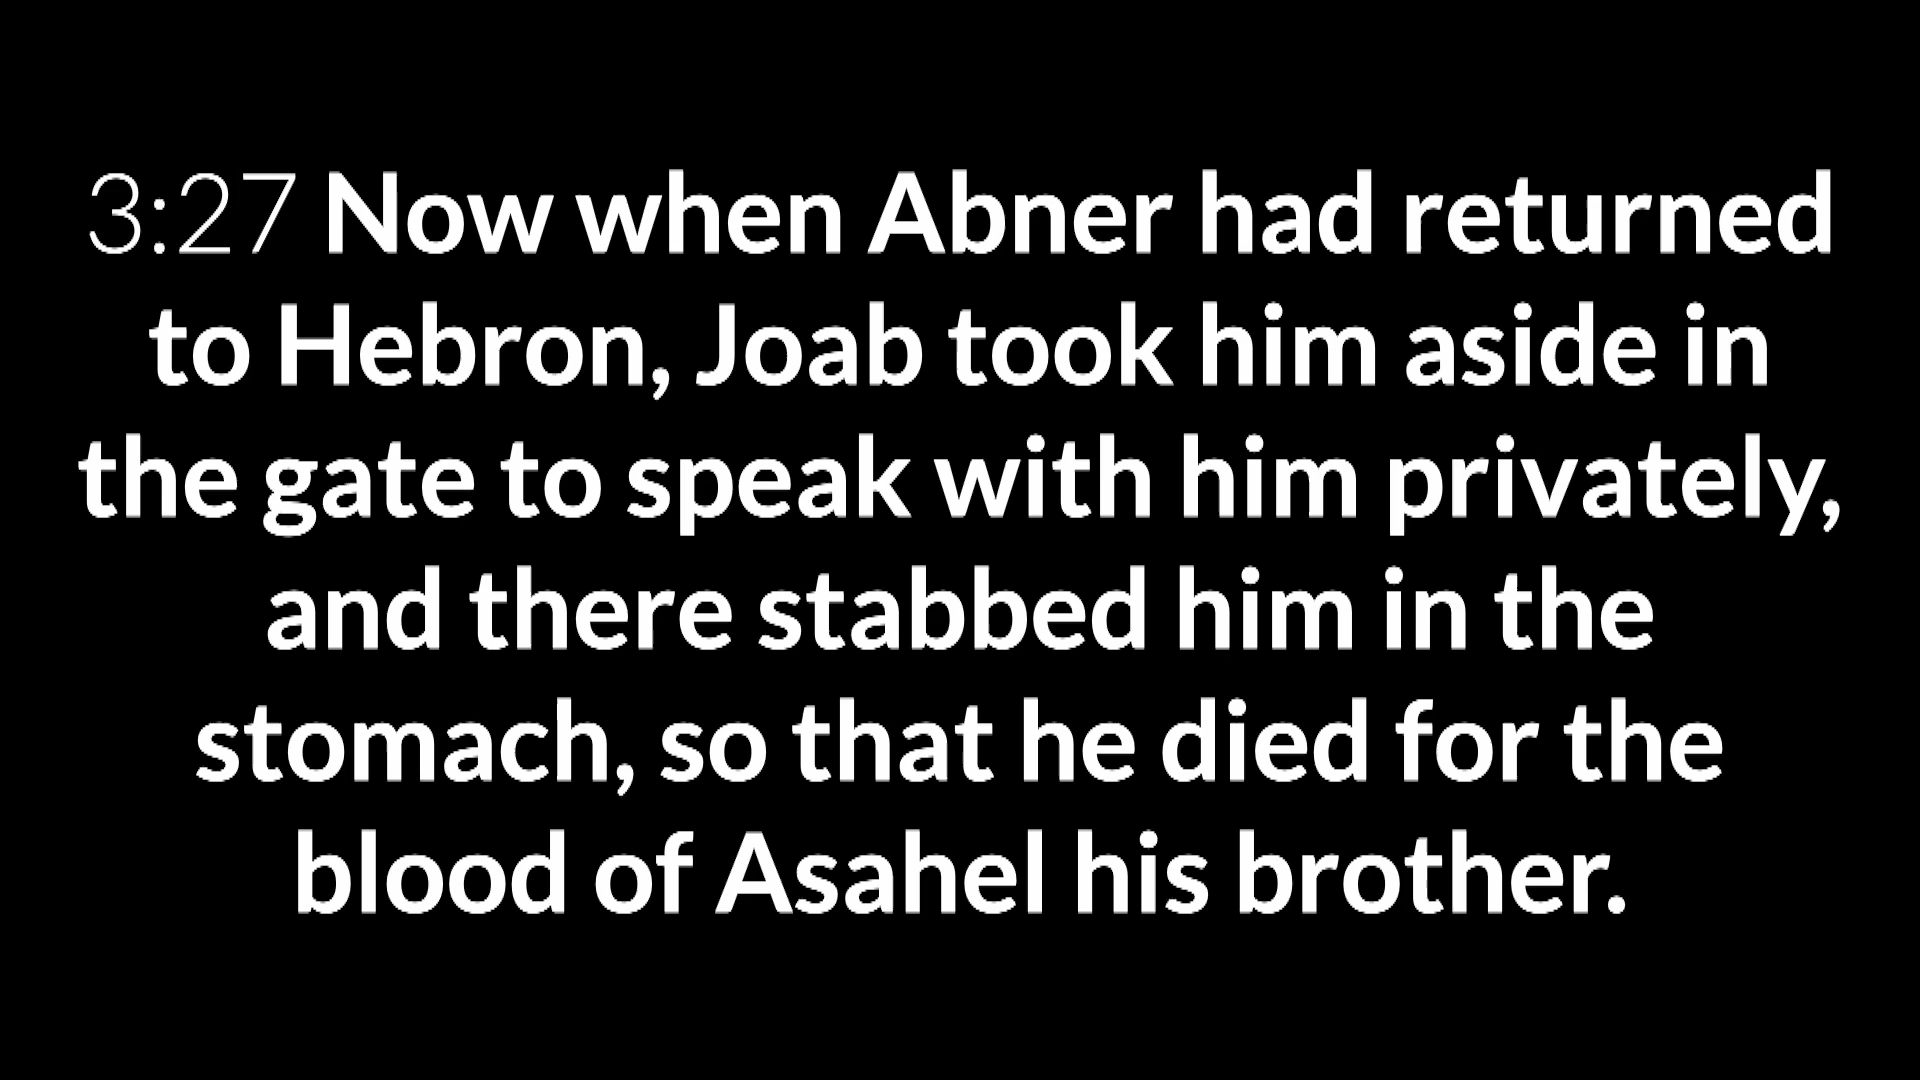 3:27 Now when Abner had returned
to Hebron, Joab took him aside in
the gate to speak with him privately,
and there stabbed him in the
stomach, so that he died for the
blood of Asahel his brother.